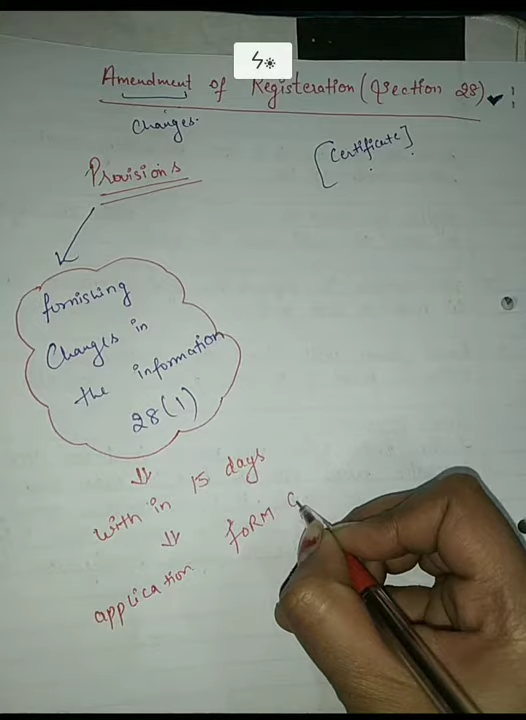 Amendment of Registeration (Section 28)
Changes.
[Certificate]
Provisions
furnishing
Changes in
the information
28(1)
with in 15 days
application. FORM G